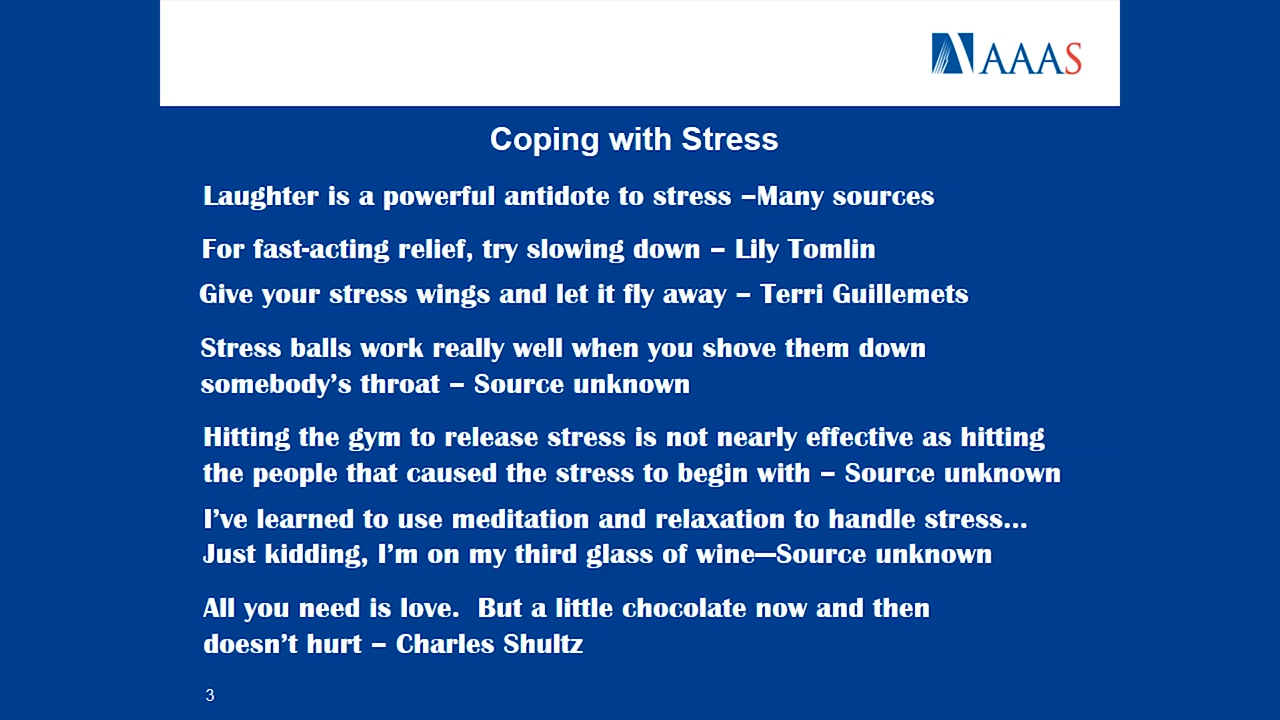 AAAS
Coping with Stress
Laughter is a powerful antidote to stress –Many sources
For fast-acting relief, try slowing down – Lily Tomlin
Give your stress wings and let it fly away – Terri Guillemets
Stress balls work really well when you shove them down
somebody’s throat – Source unknown
Hitting the gym to release stress is not nearly effective as hitting
the people that caused the stress to begin with – Source unknown
I’ve learned to use meditation and relaxation to handle stress...
Just kidding, I’m on my third glass of wine—Source unknown
All you need is love.  But a little chocolate now and then
doesn’t hurt – Charles Shultz
3